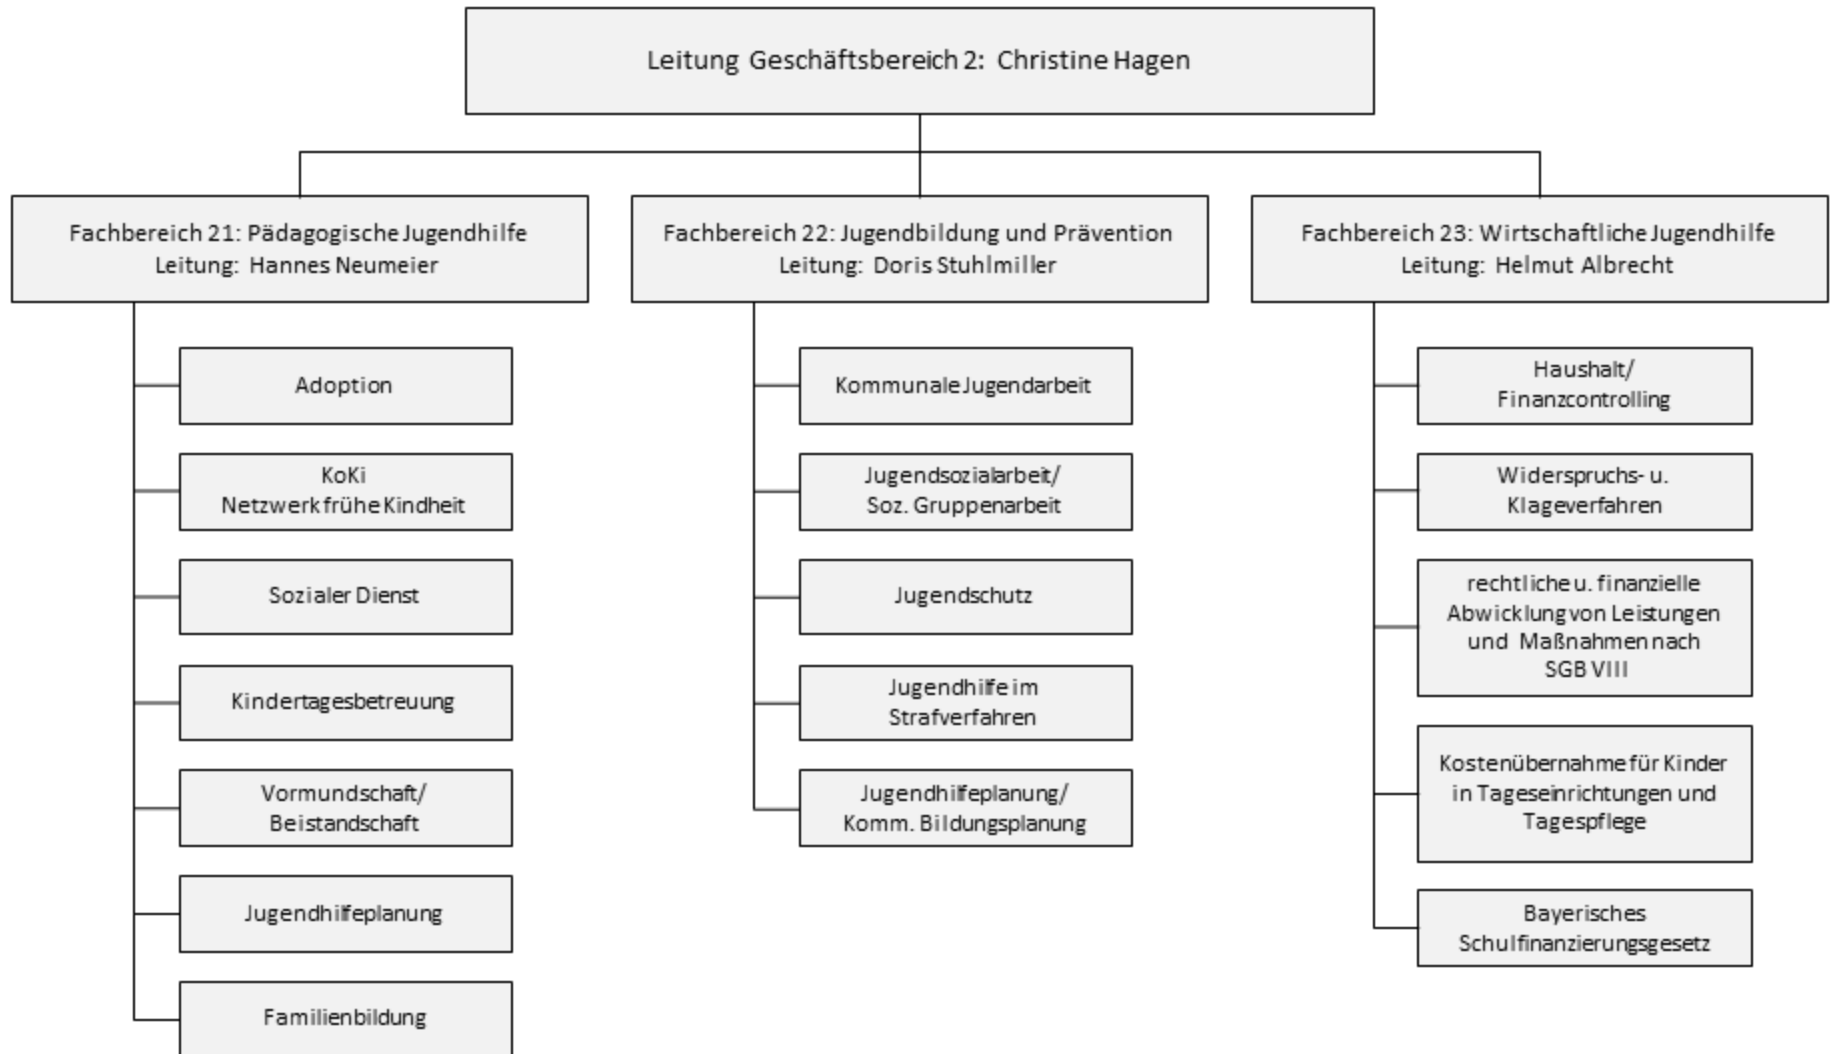 Leitung Geschäftsbereich 2: Christine Hagen
Fachbereich 21: Pädagogische Jugendhilfe
Leitung: Hannes Neumeier
Adoption
KoKi
Netzwerk frühe Kindheit
Sozialer Dienst
Kindertagesbetreuung
Vormundschaft/
Beistandschaft
Jugendhilfeplanung
Familienbildung
Fachbereich 22: Jugendbildung und Prävention
Leitung: Doris Stuhlmiller
Kommunale Jugendarbeit
Jugendsozialarbeit/
Soz. Gruppenarbeit
Jugendschutz
Jugendhilfe im
Strafverfahren
Jugendhilfeplanung/
Komm. Bildungsplanung
Fachbereich 23: Wirtschaftliche Jugendhilfe
Leitung: Helmut Albrecht
Haushalt/
Finanzcontrolling
Widerspruchs- u.
Klageverfahren
rechtliche u. finanzielle
Abwicklung von Leistungen
und Maßnahmen nach
SGB VIII
Kostenübernahme für Kinder
in Tageseinrichtungen und
Tagespflege
Bayerisches
Schulfinanzierungsgesetz